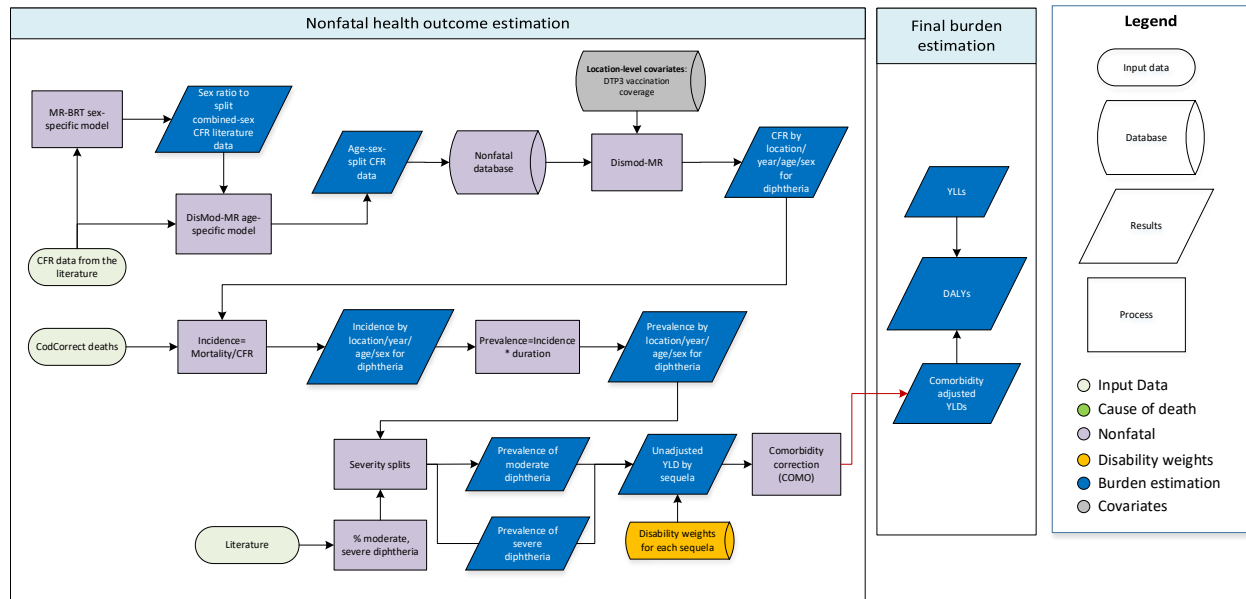 Nonfatal health outcome estimation
Final burden
estimation
Legend
Input data
Database
Results
Process
Input Data
Cause of death
Nonfatal
Disability weights
Burden estimation
Covariates
MR-BRT sex-
specific model
Sex ratio to
split
combined-sex
CFR literature
data
Age-sex-
split CFR
data
Nonfatal
database
Location-level covariates:
DTP3 vaccination
coverage
Dismod-MR
CFR by
location/
year/age/sex
for
diphtheria
DisMod-MR age-
specific model
CFR data from the
literature
CodCorrect deaths
Incidence=
Mortality/CFR
Incidence by
location/year/
age/sex for
diphtheria
Prevalence=Incidence
* duration
Prevalence by
location/year/
age/sex for
diphtheria
Severity splits
Prevalence of
moderate
diphtheria
Unadjusted
YLD by
sequela
Comorbidity
correction
(COMO)
Literature
% moderate,
severe diphtheria
Prevalence of
severe
diphtheria
Disability weights
for each sequela
YLLs
DALYs
Comorbidity
adjusted
YLDs